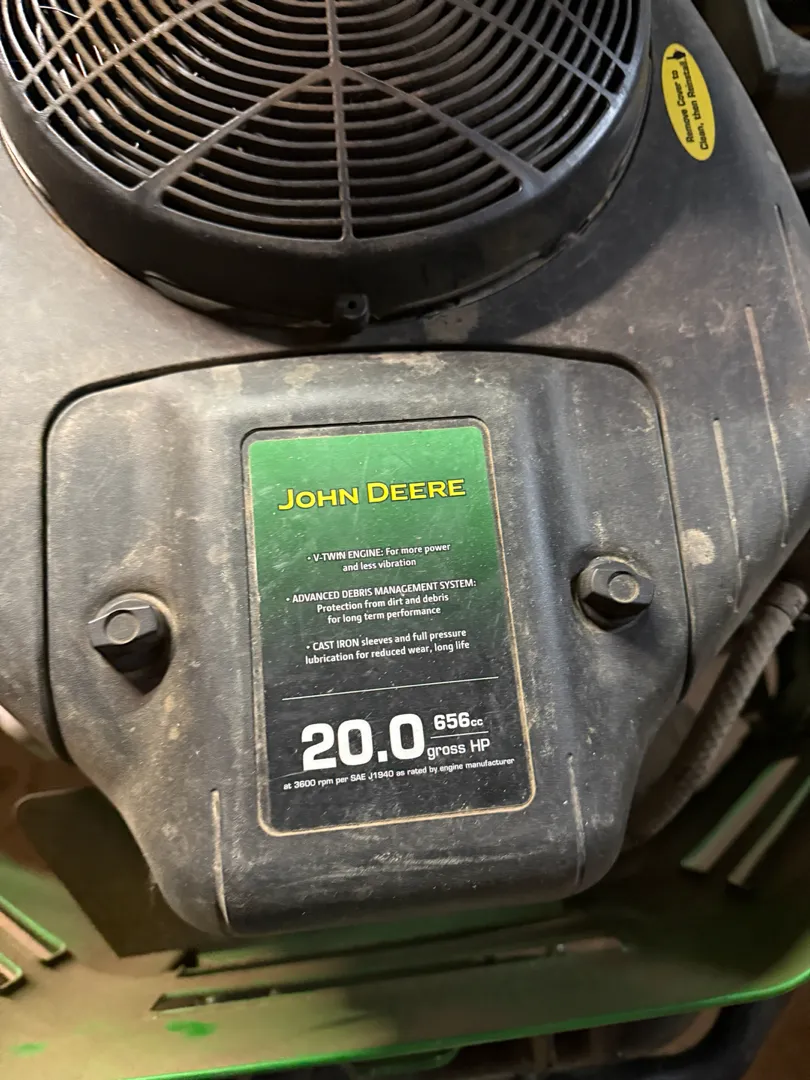 Remove Cover to
Clean, then Reinstall
JOHN DEERE
• V-TWIN ENGINE: For more power
and less vibration
• ADVANCED DEBRIS MANAGEMENT SYSTEM:
Protection from dirt and debris
for long term performance
• CAST IRON sleeves and full pressure
lubrication for reduced wear, long life
20.0 656cc
gross HP
at 3600 rpm per SAE J1940 as rated by engine manufacturer